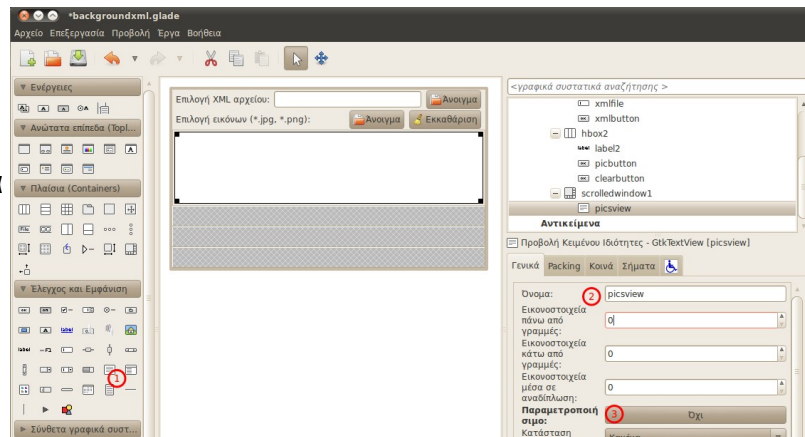 *backgroundxml.glade
Αρχείο Επεξεργασία Προβολή Έργα Βοήθεια
Ενέργειες
Ανώτατα επίπεδα (Topl...
Πλαίσια (Containers)
Έλεγχος και Εμφάνιση
1
Σύνθετα γραφικά συστ...
Επιλογή XML αρχείου:
Άνοιγμα
Επιλογή εικόνων (*.jpg, *.png):
Άνοιγμα
Εκκαθάριση
<γραφικά συστατικά αναζήτησης >
xmlfile
xmlbutton
hbox2
label2
picbutton
clearbutton
scrolledwindow1
picsview
Αντικείμενα
Προβολή Κειμένου Ιδιότητες - GtkTextView [picsview]
Γενικά Packing Κοινά Σήματα
Όνομα: 2 picsview
Εικονοστοιχεία
πάνω από 0
γραμμές:
Εικονοστοιχεία
κάτω από 0
γραμμές:
Εικονοστοιχεία
μέσα σε 0
αναδίπλωση:
Παραμετροποιή
σιμο: 3 Όχι
Κατάσταση